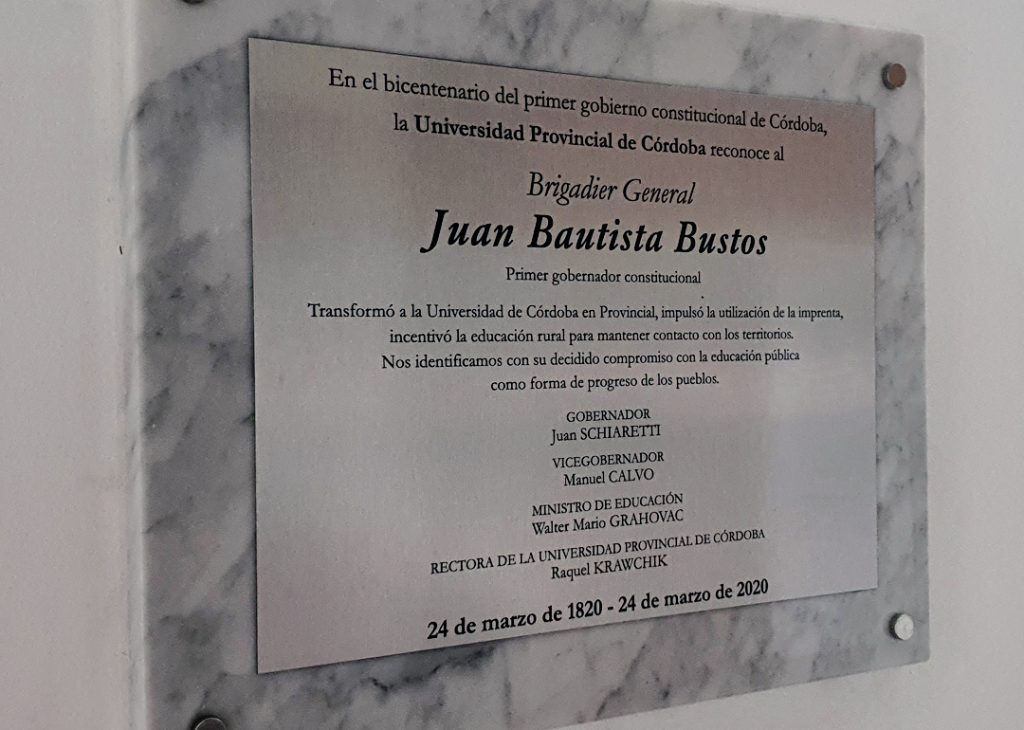 En el bicentenario del primer gobierno constitucional de Córdoba,
la Universidad Provincial de Córdoba reconoce al
Brigadier General
Juan Bautista Bustos
Primer gobernador constitucional
Transformó a la Universidad de Córdoba en Provincial, impulsó la utilización de la imprenta,
incentivó la educación rural para mantener contacto con los territorios.
Nos identificamos con su decidido compromiso con la educación pública
como forma de progreso de los pueblos.
GOBERNADOR
Juan SCHIARETTI
VICEGOBERNADOR
Manuel CALVO
MINISTRO DE EDUCACIÓN
Walter Mario GRAHOVAC
RECTORA DE LA UNIVERSIDAD PROVINCIAL DE CÓRDOBA
Raquel KRAWCHIK
24 de marzo de 1820 - 24 de marzo de 2020